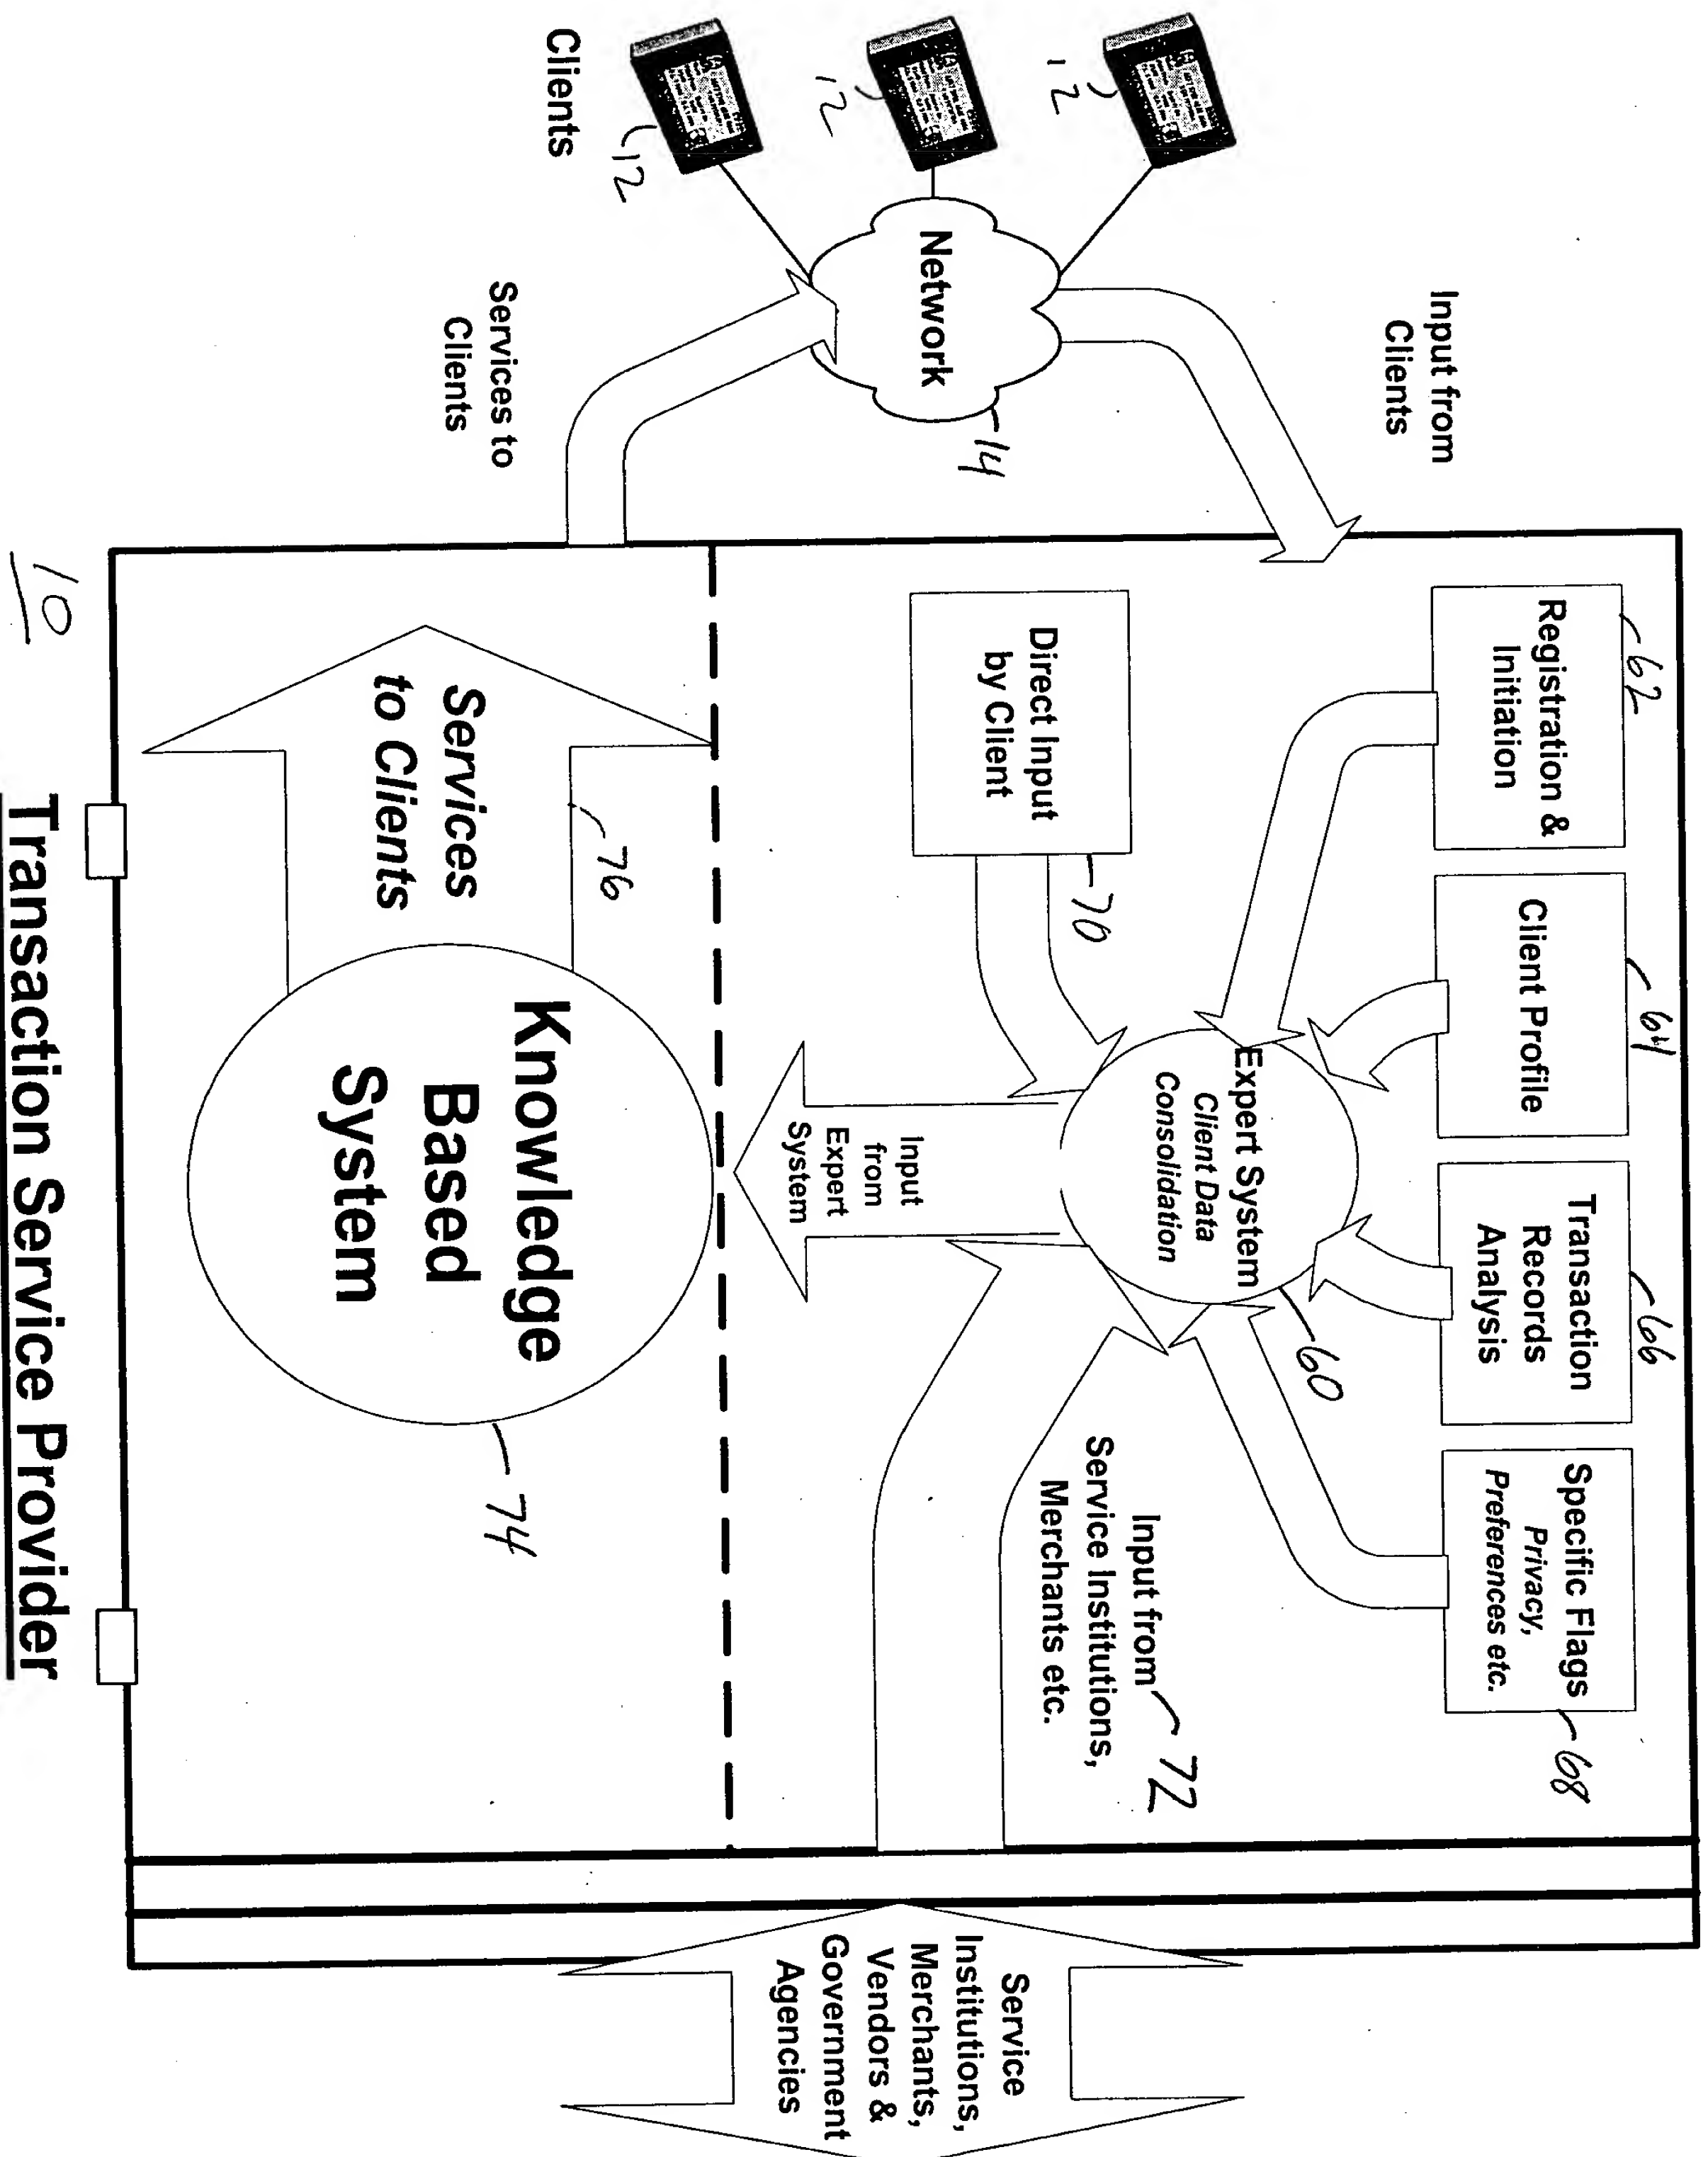 Input from
Clients
12
12
12
Clients
Network
14
Services to
Clients
62
Registration &
Initiation
64
Client Profile
66
Transaction
Records
Analysis
Specific Flags
Privacy,
Preferences etc.
68
Direct Input
by Client
70
Expert System
Client Data
Consolidation
60
Input from
Service Institutions,
Merchants etc.
72
Input
from
Expert
System
Services
to Clients
76
Knowledge
Based
System
74
Service
Institutions,
Merchants,
Vendors &
Government
Agencies
10
Transaction Service Provider